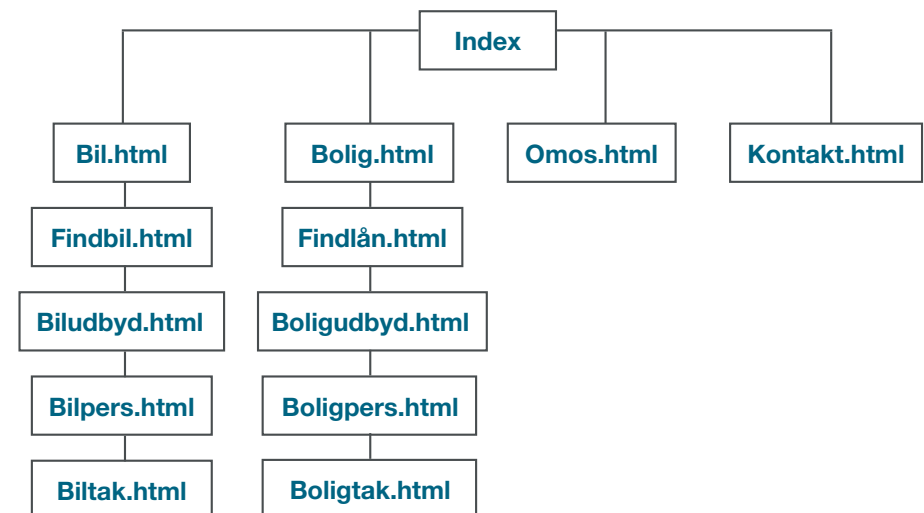 Index
Bil.html
Bolig.html
Omos.html
Kontakt.html
Findbil.html
Findlån.html
Biludbyd.html
Boligudbyd.html
Bilpers.html
Boligpers.html
Biltak.html
Boligtak.html